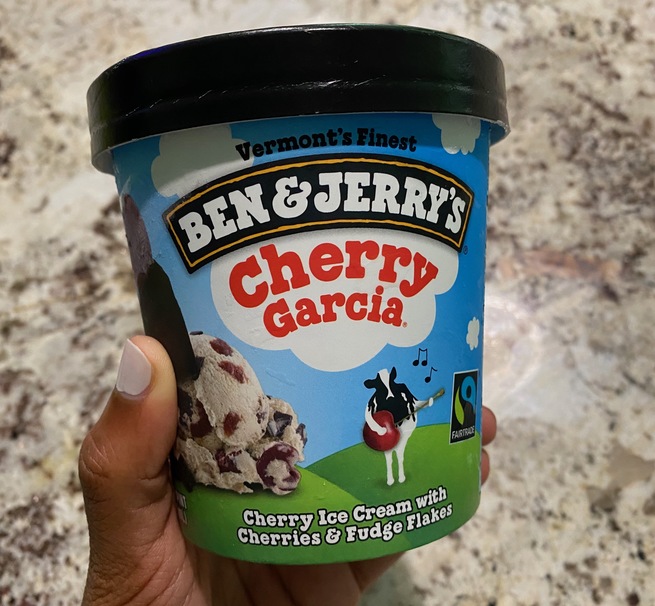 Vermont's Finest
BEN & JERRY'S®
Cherry
Garcia®
FAIRTRADE
Cherry Ice Cream with
Cherries & Fudge Flakes